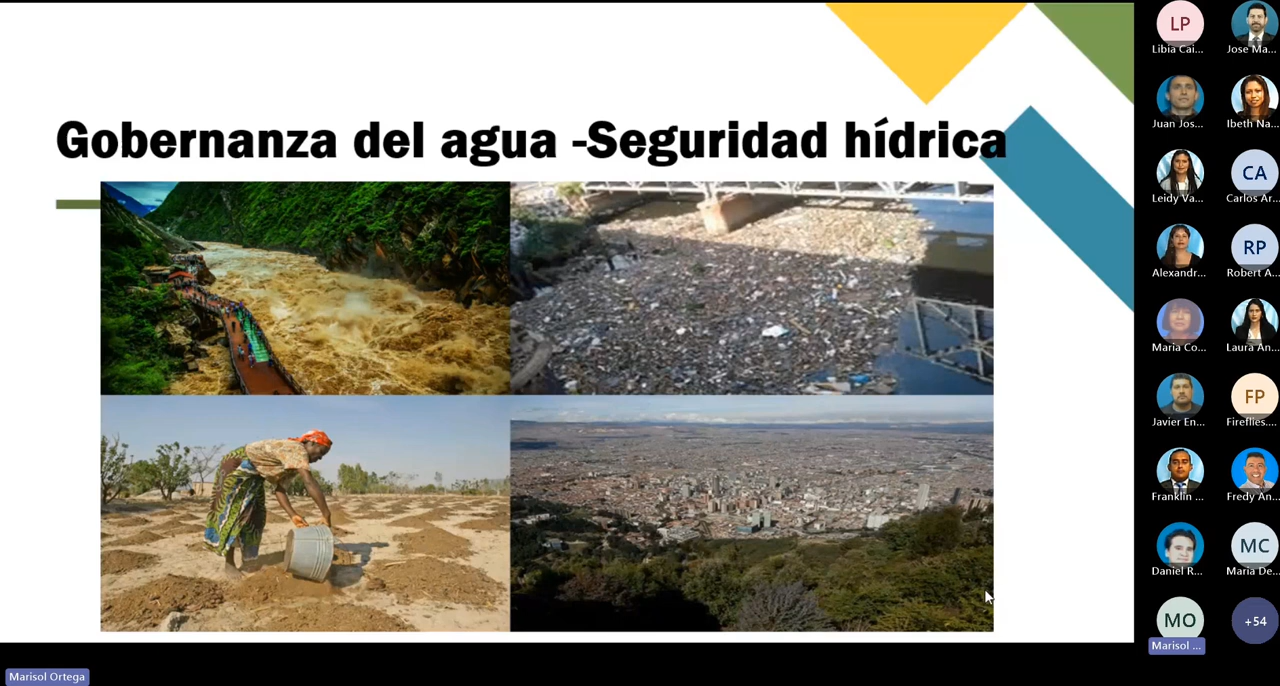 Gobernanza del agua -Seguridad hídrica
LP
Libia Cai...
Jose Ma...
Juan Jos...
Ibeth Na...
Leidy Va...
CA
Carlos Ar...
Alexandr...
RP
Robert A...
Maria Co...
Laura An...
Javier En...
FP
Fireflies....
Franklin ...
Fredy An...
Daniel R...
MC
Maria De...
MO
Marisol ...
+54
Marisol Ortega